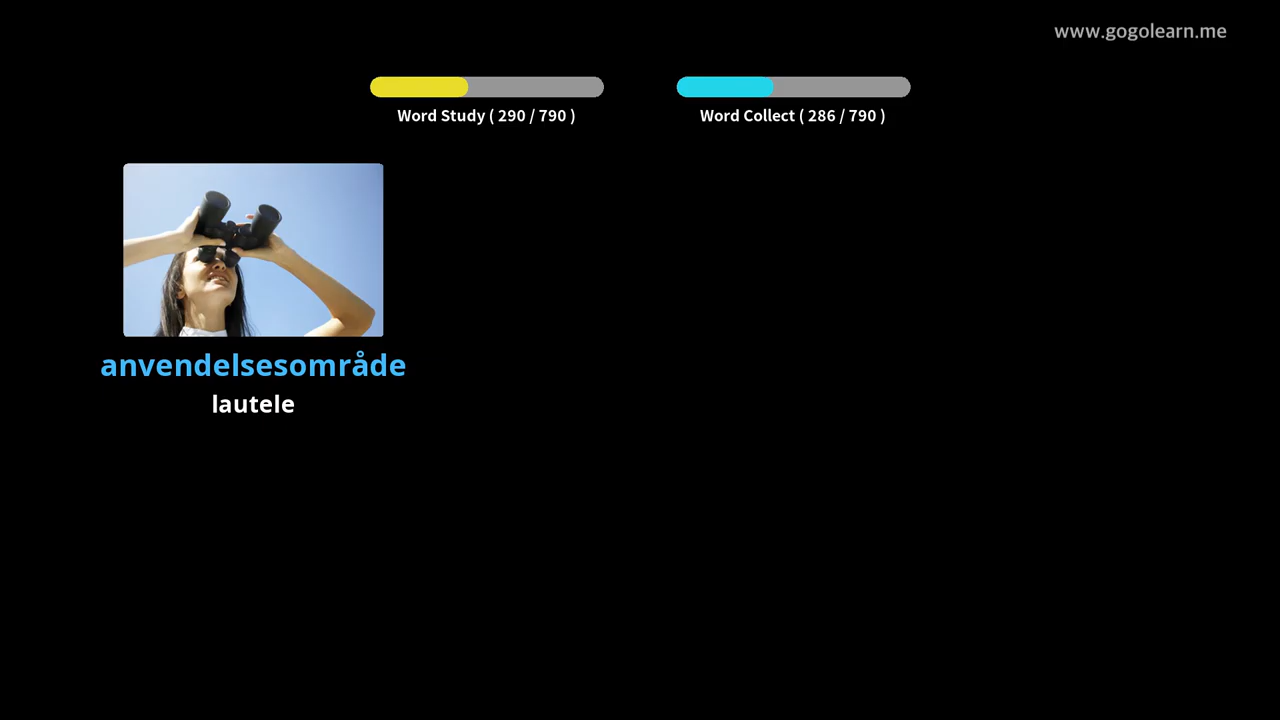 www.gogolearn.me
Word Study ( 290 / 790 )
Word Collect ( 286 / 790 )
anvendelsesområde
lautele